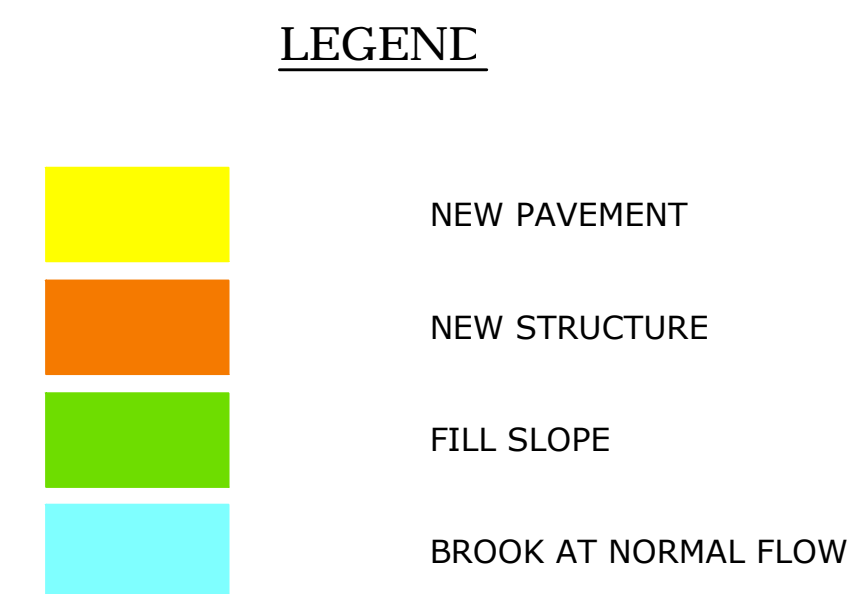 LEGEND
NEW PAVEMENT
NEW STRUCTURE
FILL SLOPE
BROOK AT NORMAL FLOW